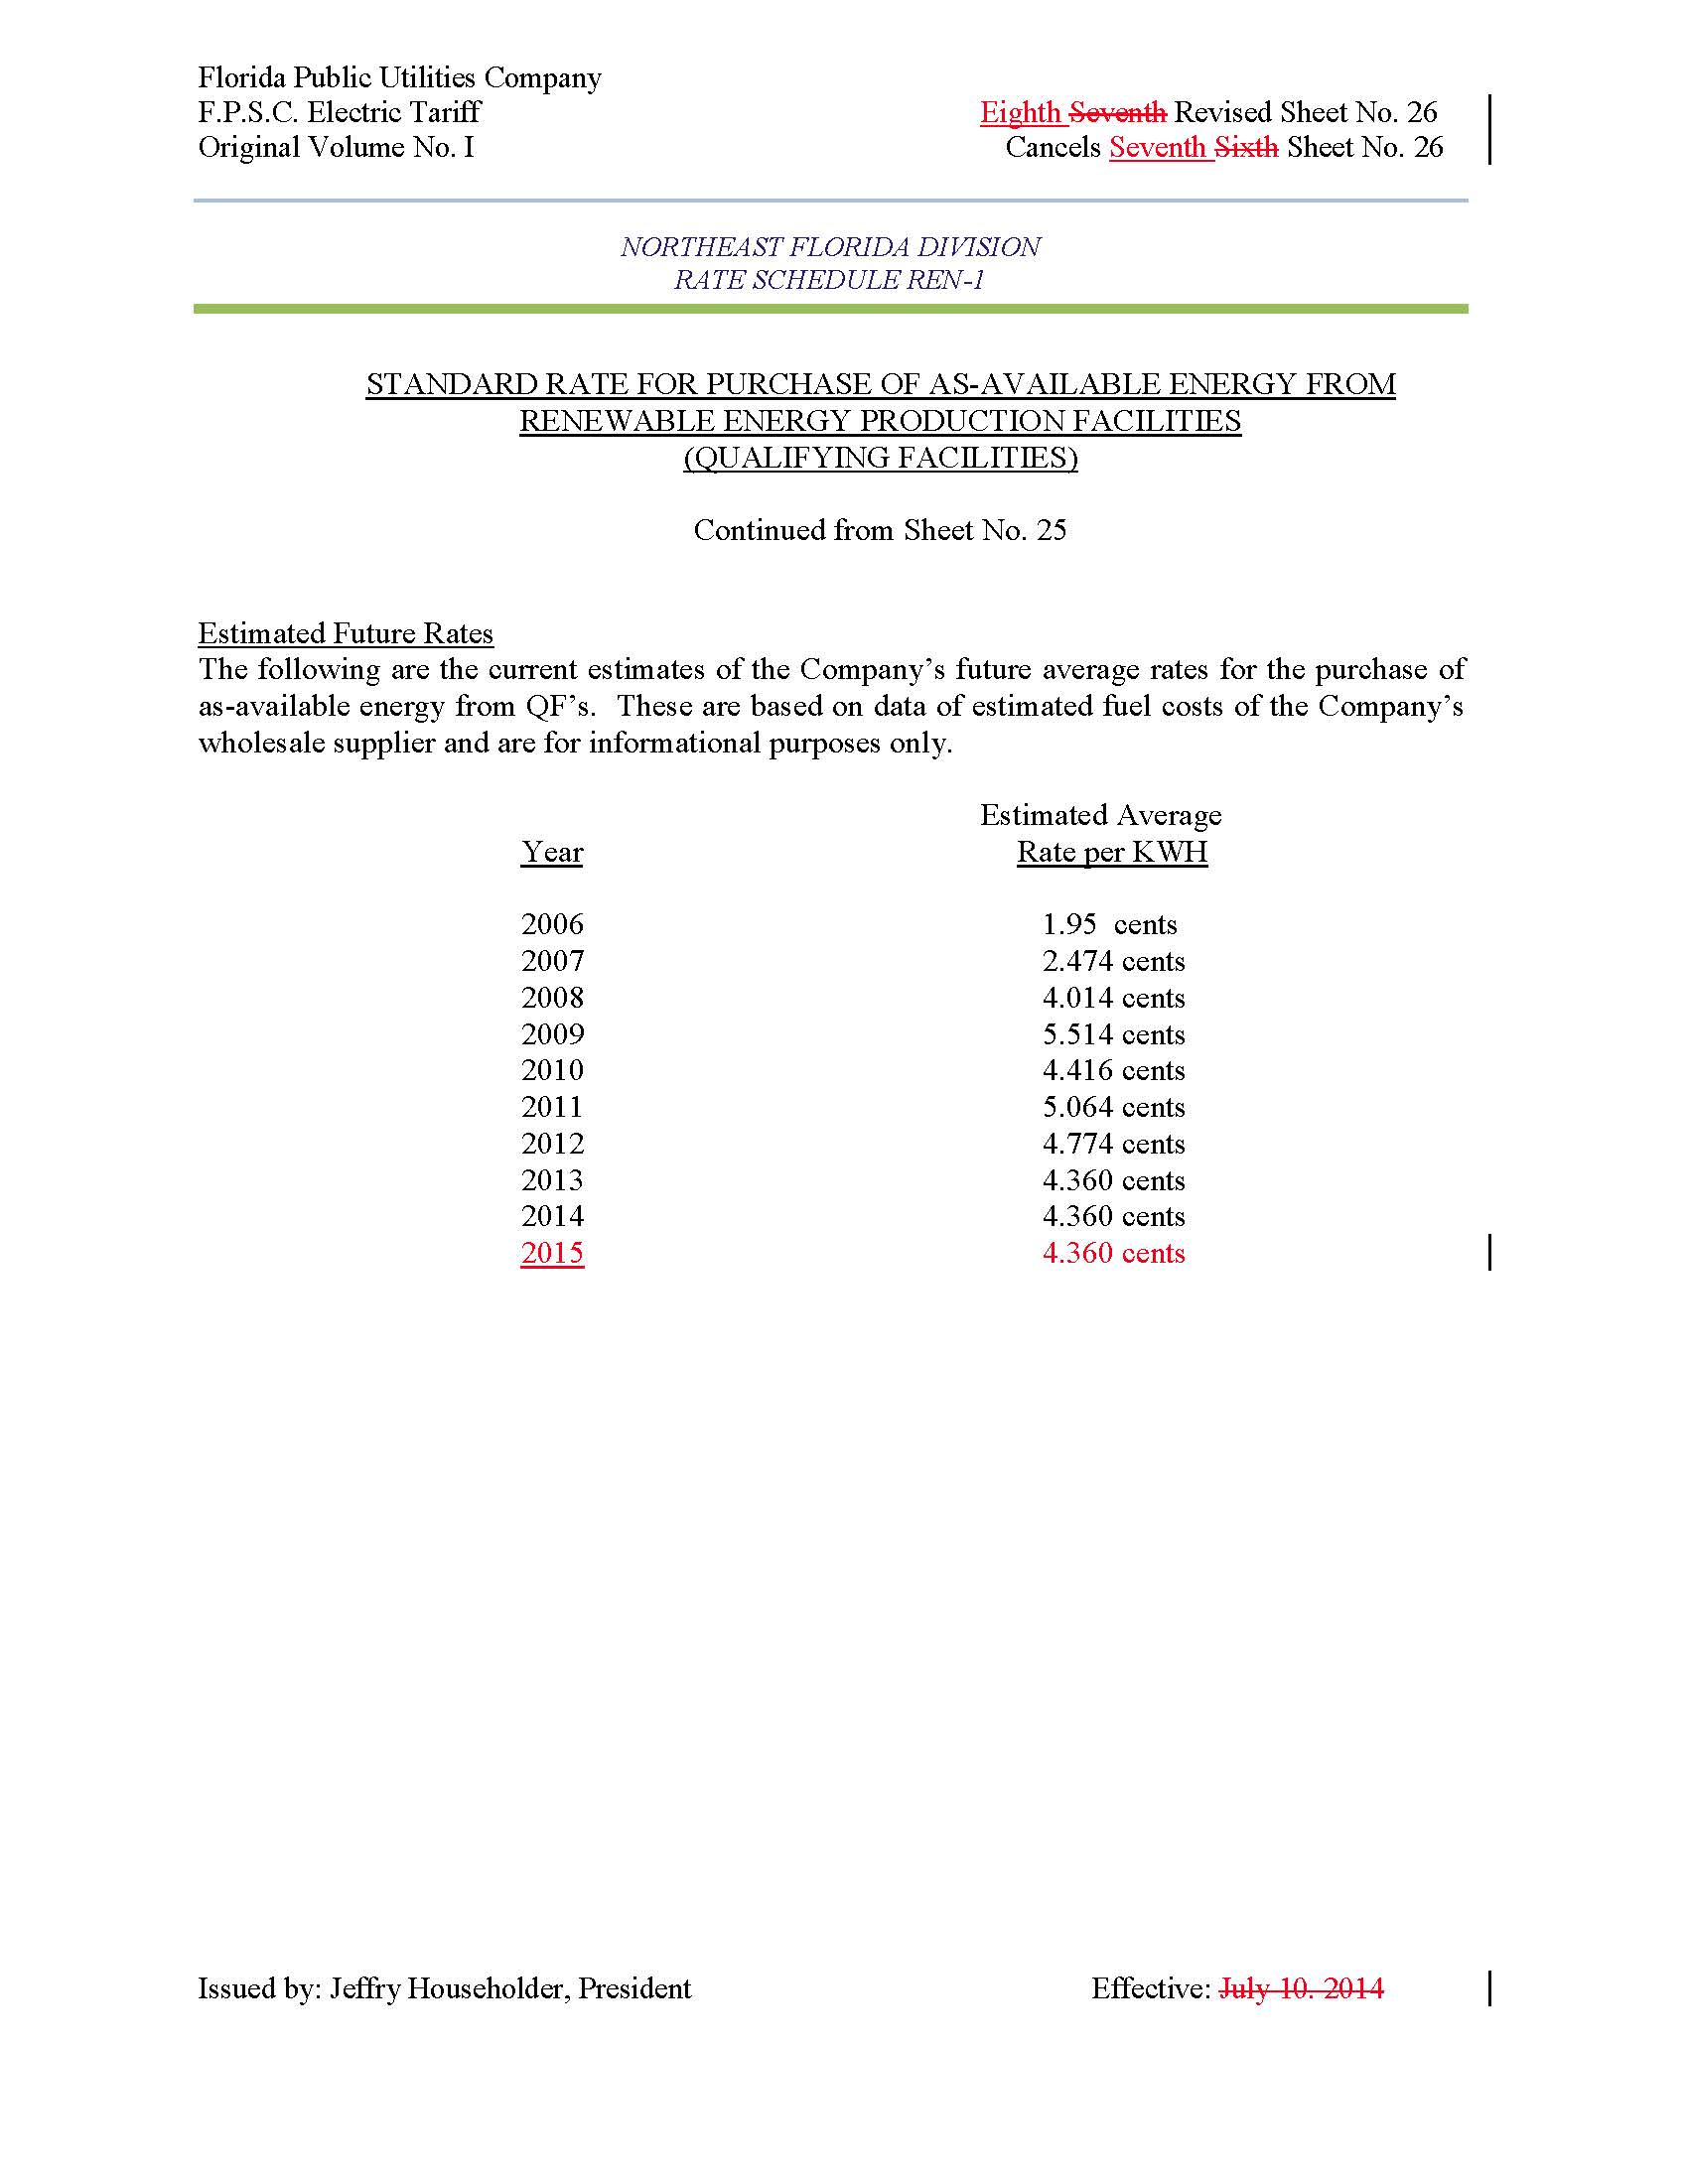 Florida Public Utilities Company
F.P.S.C. Electric Tariff
Eighth Seventh Revised Sheet No. 26
Original Volume No. I
Cancels Seventh Sixth Sheet No. 26
NORTHEAST FLORIDA DIVISION
RATE SCHEDULE REN-1
STANDARD RATE FOR PURCHASE OF AS-AVAILABLE ENERGY FROM
RENEWABLE ENERGY PRODUCTION FACILITIES
(QUALIFYING FACILITIES)
Continued from Sheet No. 25
Estimated Future Rates
The following are the current estimates of the Company’s future average rates for the purchase of
as-available energy from QF’s.  These are based on data of estimated fuel costs of the Company’s
wholesale supplier and are for informational purposes only.
Estimated Average
Year Rate per KWH
2006 1.95  cents
2007 2.474 cents
2008 4.014 cents
2009 5.514 cents
2010 4.416 cents
2011 5.064 cents
2012 4.774 cents
2013 4.360 cents
2014 4.360 cents
2015 4.360 cents
Issued by: Jeffry Householder, President Effective: July 10. 2014